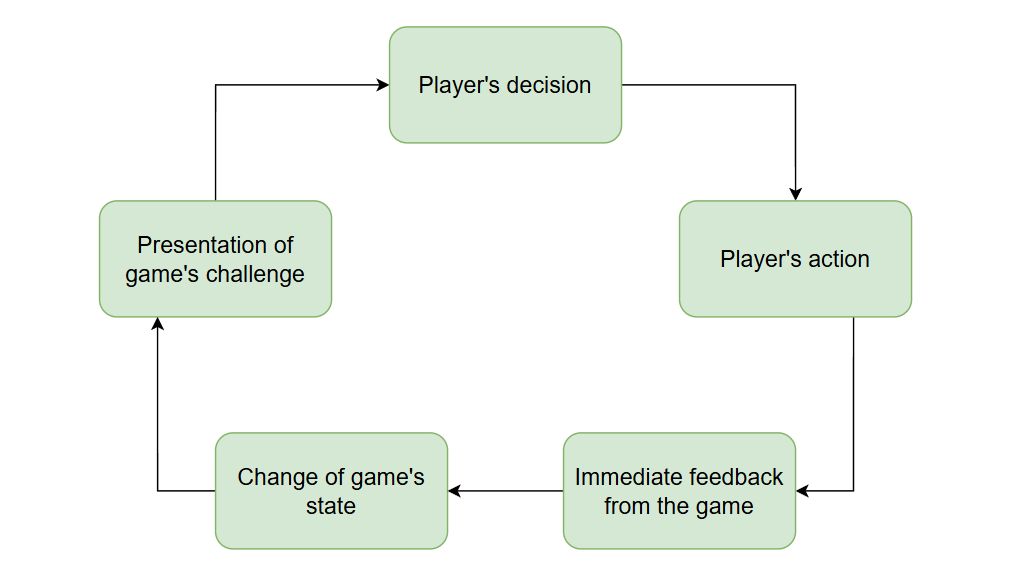 Player's decision
Presentation of
game's challenge
Player's action
Change of game's
state
Immediate feedback
from the game